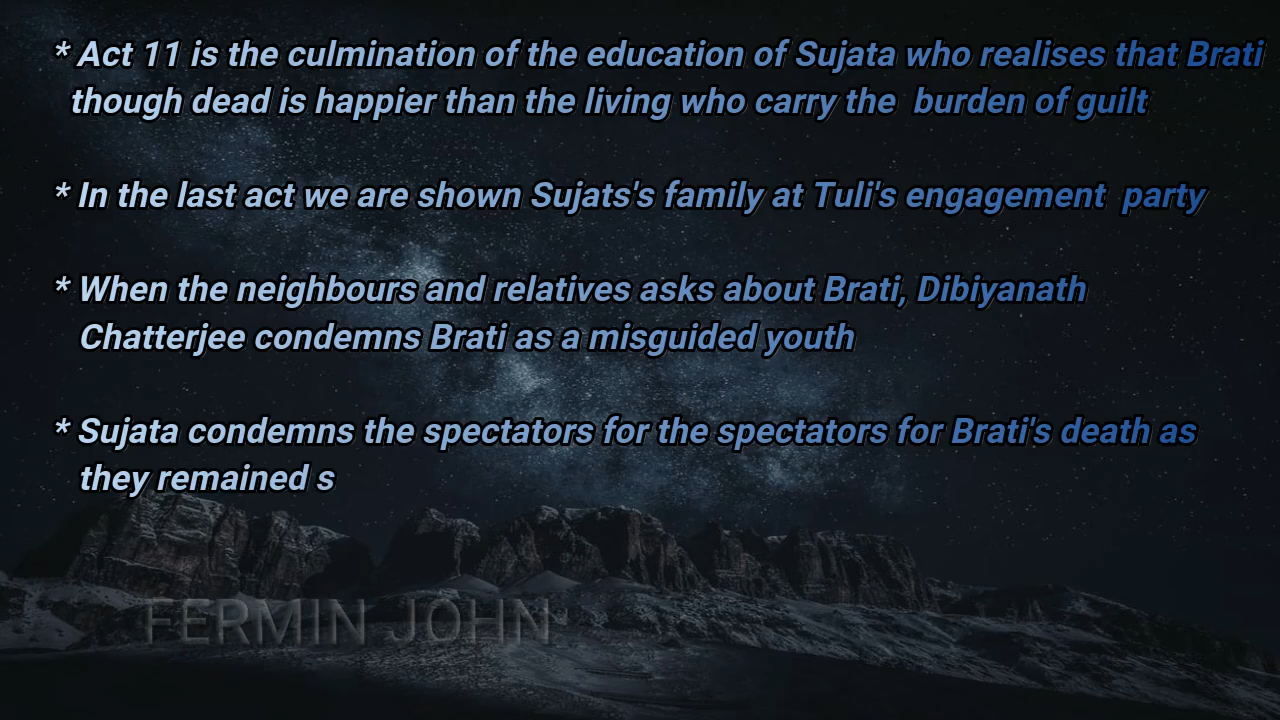 * Act 11 is the culmination of the education of Sujata who realises that Brati
though dead is happier than the living who carry the burden of guilt
* In the last act we are shown Sujats's family at Tuli's engagement party
* When the neighbours and relatives asks about Brati, Dibiyanath
Chatterjee condemns Brati as a misguided youth
* Sujata condemns the spectators for the spectators for Brati's death as
they remained s
FERMIN JOHN